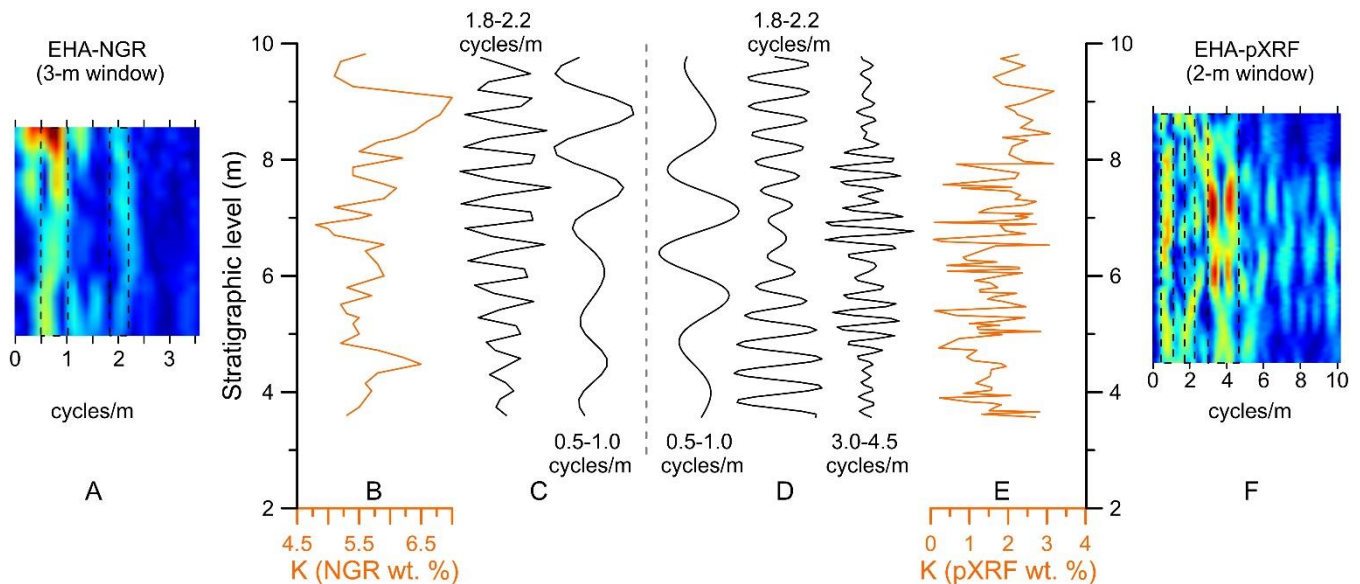 EHA-NGR
(3-m window)
0 1 2 3
cycles/m
A
Stratigraphic level (m)
10
8
6
4
2
B
4.5 5.5 6.5
K (NGR wt. %)
1.8-2.2
cycles/m
0.5-1.0
cycles/m
C
0.5-1.0
cycles/m
1.8-2.2
cycles/m
3.0-4.5
cycles/m
D
E
0 1 2 3 4
K (pXRF wt. %)
10
8
6
4
2
EHA-pXRF
(2-m window)
0 2 4 6 8 10
cycles/m
F